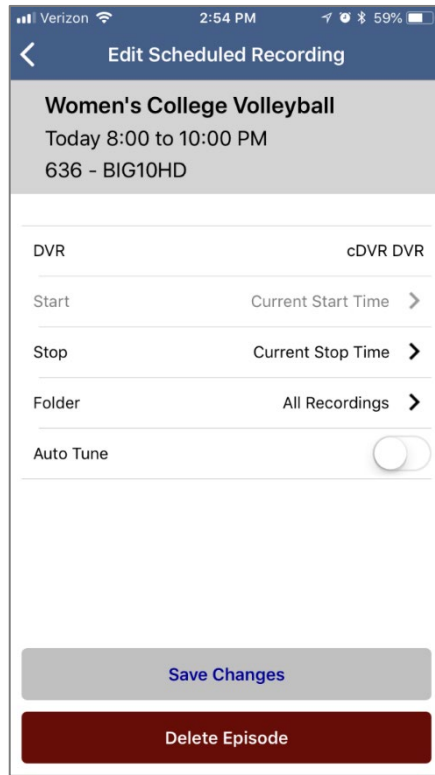 Verizon 2:54 PM 59%
Edit Scheduled Recording
Women's College Volleyball
Today 8:00 to 10:00 PM
636 - BIG10HD
DVR cDVR DVR
Start Current Start Time
Stop Current Stop Time
Folder All Recordings
Auto Tune
Save Changes
Delete Episode